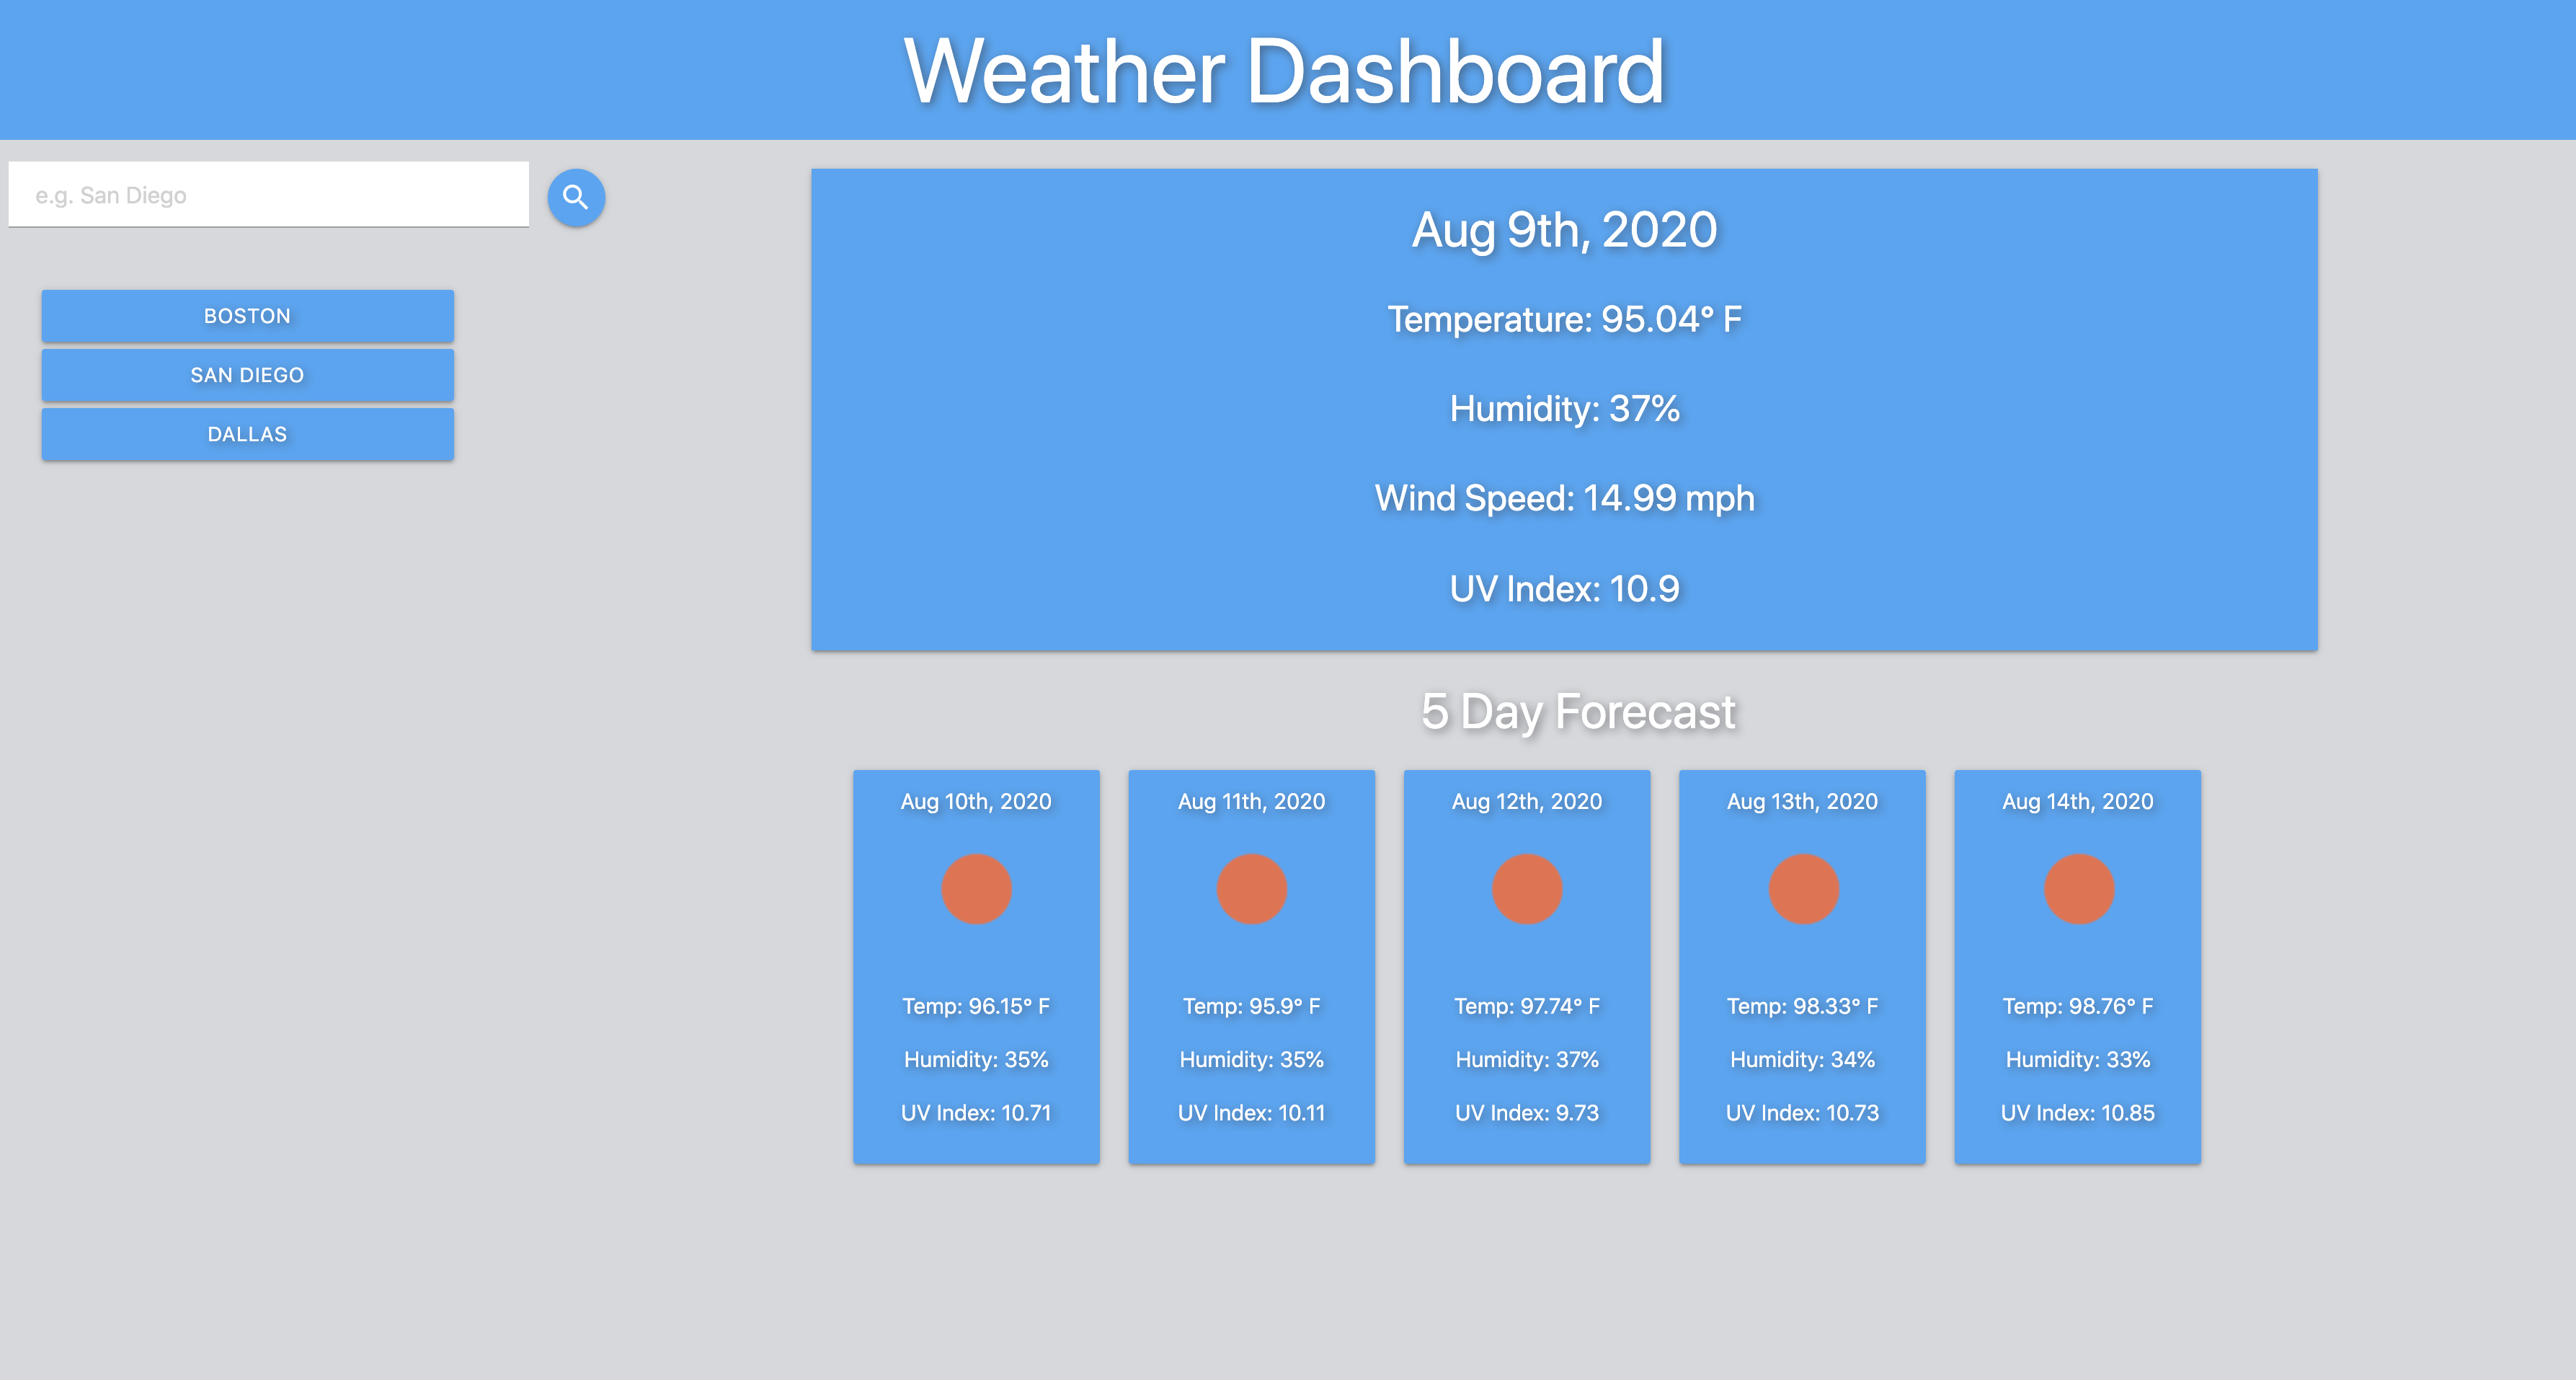 Weather Dashboard
e.g. San Diego
BOSTON
SAN DIEGO
DALLAS
Aug 9th, 2020
Temperature: 95.04° F
Humidity: 37%
Wind Speed: 14.99 mph
UV Index: 10.9
5 Day Forecast
Aug 10th, 2020
Temp: 96.15° F
Humidity: 35%
UV Index: 10.71
Aug 11th, 2020
Temp: 95.9° F
Humidity: 35%
UV Index: 10.11
Aug 12th, 2020
Temp: 97.74° F
Humidity: 37%
UV Index: 9.73
Aug 13th, 2020
Temp: 98.33° F
Humidity: 34%
UV Index: 10.73
Aug 14th, 2020
Temp: 98.76° F
Humidity: 33%
UV Index: 10.85